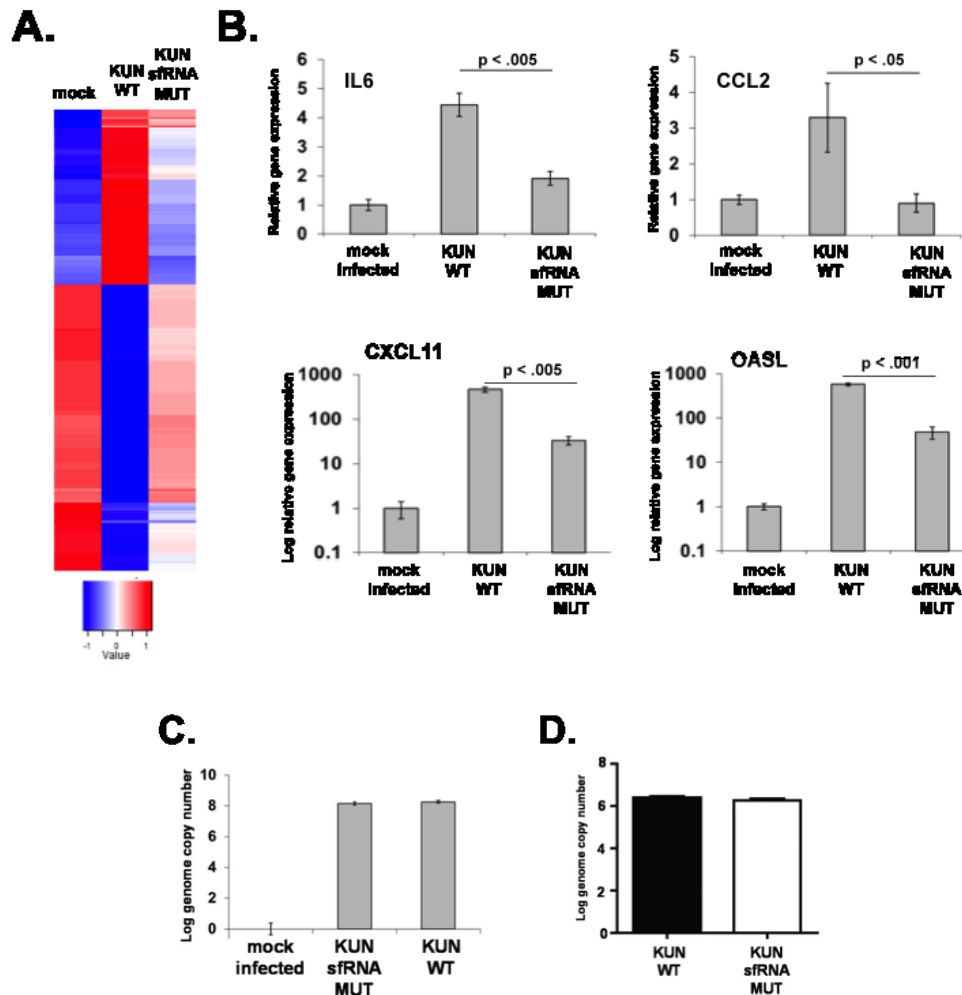 A.
mock
KUN
WT
KUN
sfRNA
MUT
-1 0 1
Value
B.
IL6
p < .005
Relative gene expression
6
5
4
3
2
1
0
mock
infected
KUN
WT
KUN
sfRNA
MUT
CCL2
p < .05
Relative gene expression
5
4
3
2
1
0
mock
infected
KUN
WT
KUN
sfRNA
MUT
CXCL11
p < .005
Log relative gene expression
1000
100
10
1
0.1
mock
infected
KUN
WT
KUN
sfRNA
MUT
OASL
p < .001
Log relative gene expression
1000
100
10
1
0.1
mock
infected
KUN
WT
KUN
sfRNA
MUT
C.
Log genome copy number
10
8
6
4
2
0
mock
infected
KUN
sfRNA
MUT
KUN
WT
D.
Log genome copy number
8
6
4
2
0
KUN
WT
KUN
sfRNA
MUT